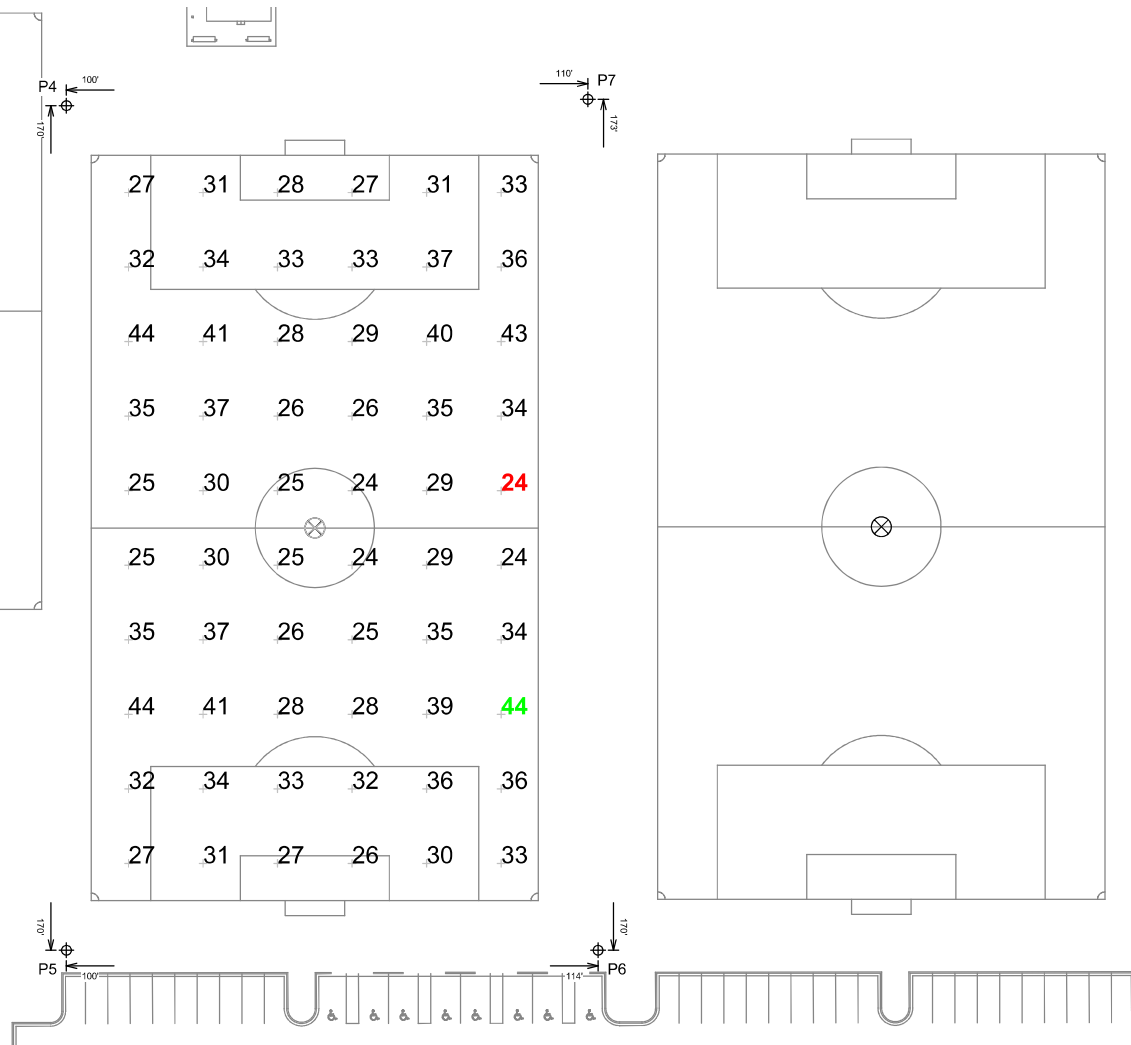 P4 100' 110' P7
170' 173'
27 31 28 27 31 33
32 34 33 33 37 36
44 41 28 29 40 43
35 37 26 26 35 34
25 30 25 24 29 24
25 30 25 24 29 24
35 37 26 25 35 34
44 41 28 28 39 44
32 34 33 32 36 36
27 31 27 26 30 33
170' 170'
P5 100' 114' P6